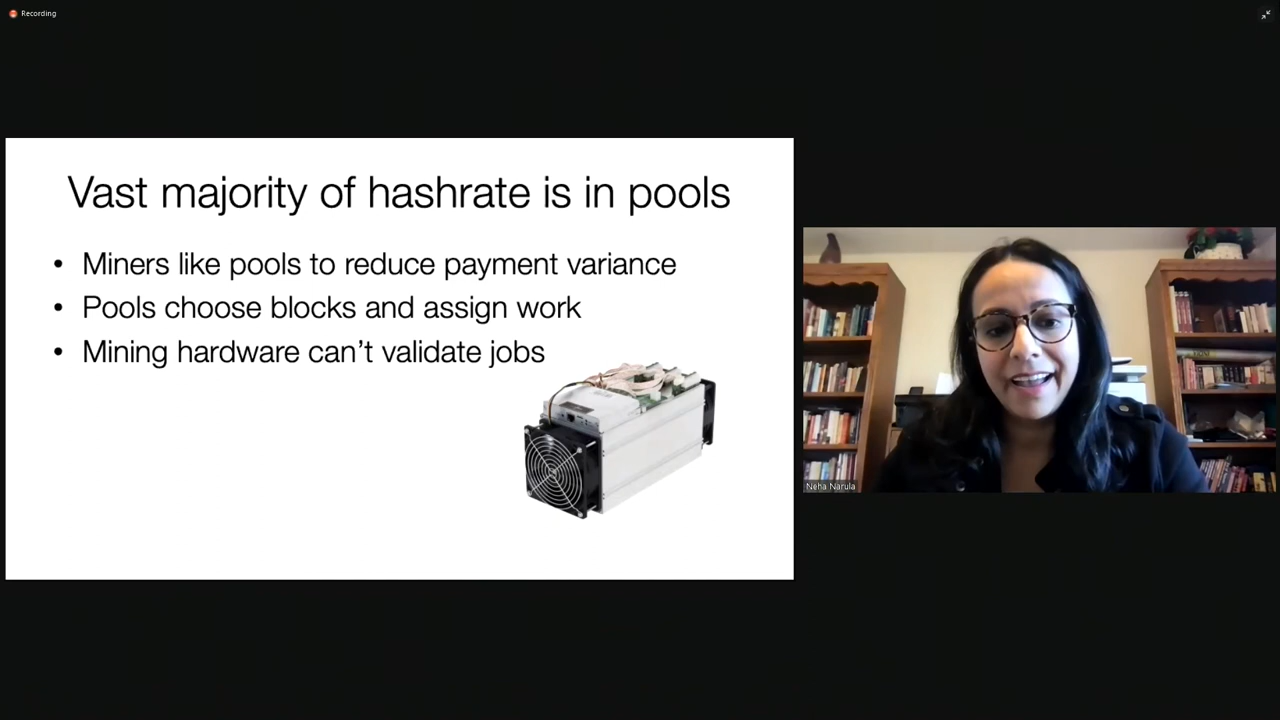 Recording
Vast majority of hashrate is in pools
• Miners like pools to reduce payment variance
• Pools choose blocks and assign work
• Mining hardware can’t validate jobs
Neha Narula